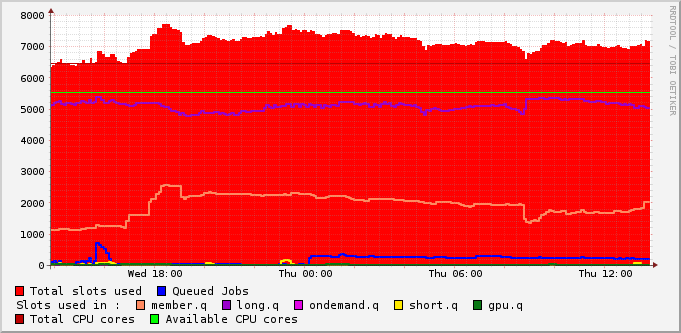 8000
7000
6000
5000
4000
3000
2000
1000
0
Wed 18:00 Thu 00:00 Thu 06:00 Thu 12:00
RRDTOOL / TOBI OETIKER
Total slots used Queued Jobs
Slots used in : member.q long.q ondemand.q short.q gpu.q
Total CPU cores Available CPU cores